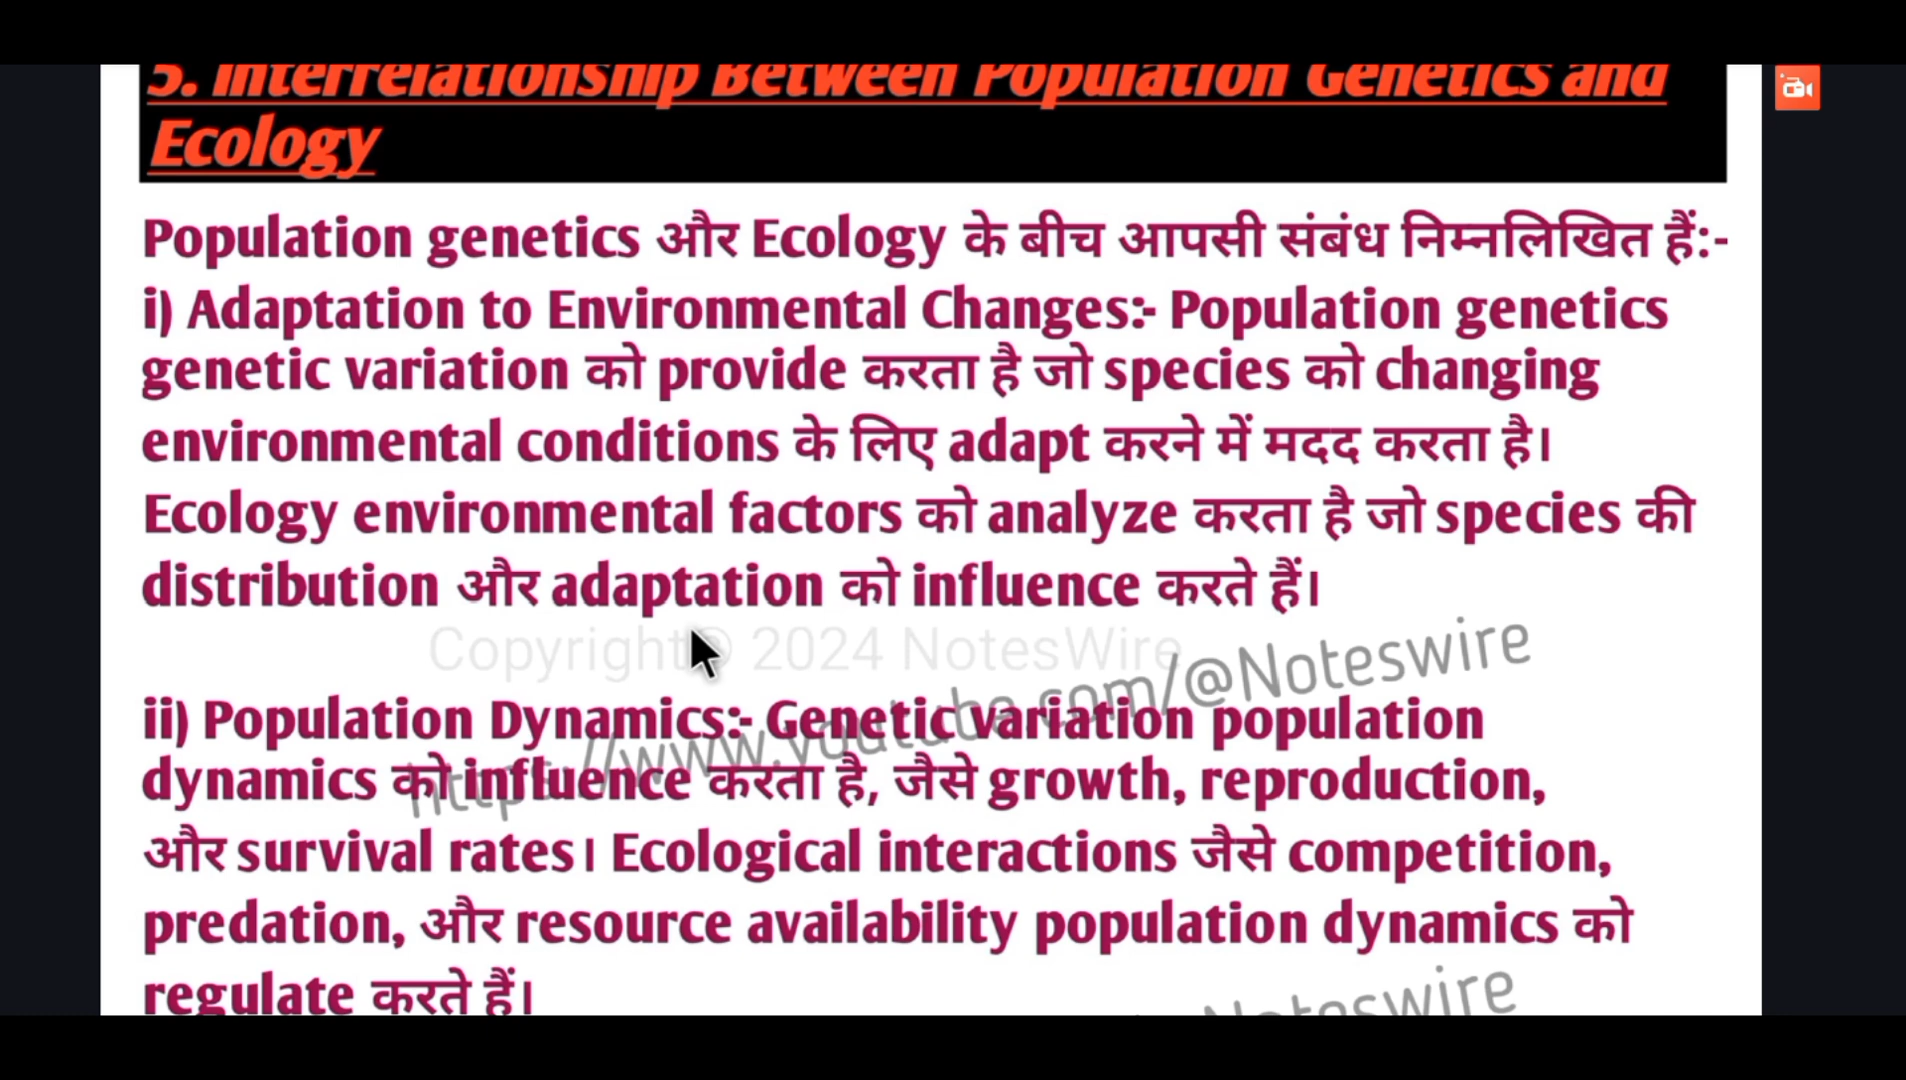 5. Interrelationship Between Population Genetics and
Ecology
Population genetics और Ecology के बीच आपसी संबंध निम्नलिखित हैं:-
i) Adaptation to Environmental Changes:- Population genetics
genetic variation को provide करता है जो species को changing
environmental conditions के लिए adapt करने में मदद करता है।
Ecology environmental factors को analyze करता है जो species की
distribution और adaptation को influence करते हैं।
Copyright© 2024 NotesWire
https://www.youtube.com/@Noteswire
ii) Population Dynamics:- Genetic variation population
dynamics को influence करता है, जैसे growth, reproduction,
और survival rates। Ecological interactions जैसे competition,
predation, और resource availability population dynamics को
regulate करते हैं।
Noteswire